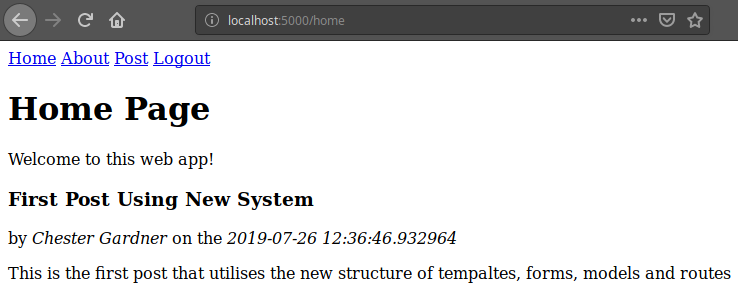 localhost:5000/home
Home About Post Logout
Home Page
Welcome to this web app!
First Post Using New System
by Chester Gardner on the 2019-07-26 12:36:46.932964
This is the first post that utilises the new structure of tempaltes, forms, models and routes